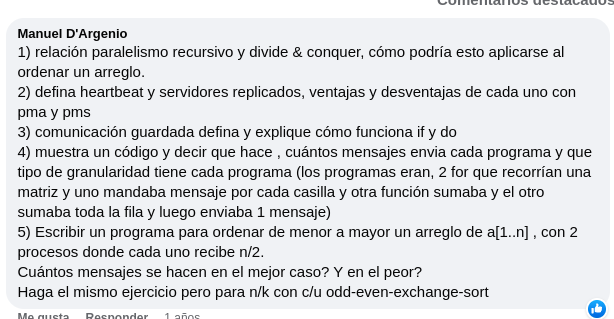 Comentarios destacados
Manuel D'Argenio
1) relación paralelismo recursivo y divide & conquer, cómo podría esto aplicarse al
ordenar un arreglo.
2) defina heartbeat y servidores replicados, ventajas y desventajas de cada uno con
pma y pms
3) comunicación guardada defina y explique cómo funciona if y do
4) muestra un código y decir que hace , cuántos mensajes envia cada programa y que
tipo de granularidad tiene cada programa (los programas eran, 2 for que recorrían una
matriz y uno mandaba mensaje por cada casilla y otra función sumaba y el otro
sumaba toda la fila y luego enviaba 1 mensaje)
5) Escribir un programa para ordenar de menor a mayor un arreglo de a[1..n] , con 2
procesos donde cada uno recibe n/2.
Cuántos mensajes se hacen en el mejor caso? Y en el peor?
Haga el mismo ejercicio pero para n/k con c/u odd-even-exchange-sort
Me gusta Responder 1 años